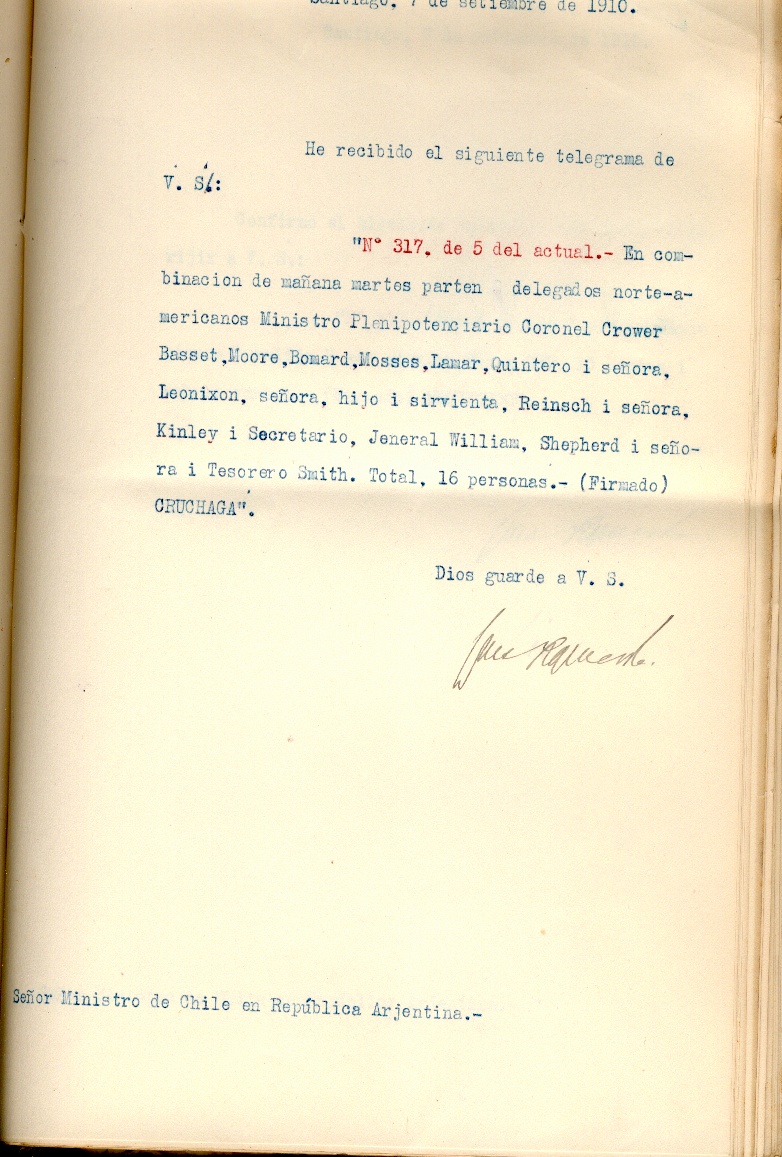 Santiago, 7 de setiembre de 1910.
He recibido el siguiente telegrama de
V. S.:
"N° 317, de 5 del actual.- En com-
binacion de mañana martes parten delegados norte-a-
mericanos Ministro Plenipotenciario Coronel Crower
Basset,Moore,Bomard,Mosses,Lamar,Quintero i señora,
Leonixon, señora, hijo i sirvienta, Reinsch i señora,
Kinley i Secretario, Jeneral William, Shepherd i seño-
ra i Tesorero Smith. Total, 16 personas.- (Firmado)
CRUCHAGA".
Dios guarde a V. S.
Señor Ministro de Chile en República Arjentina.-